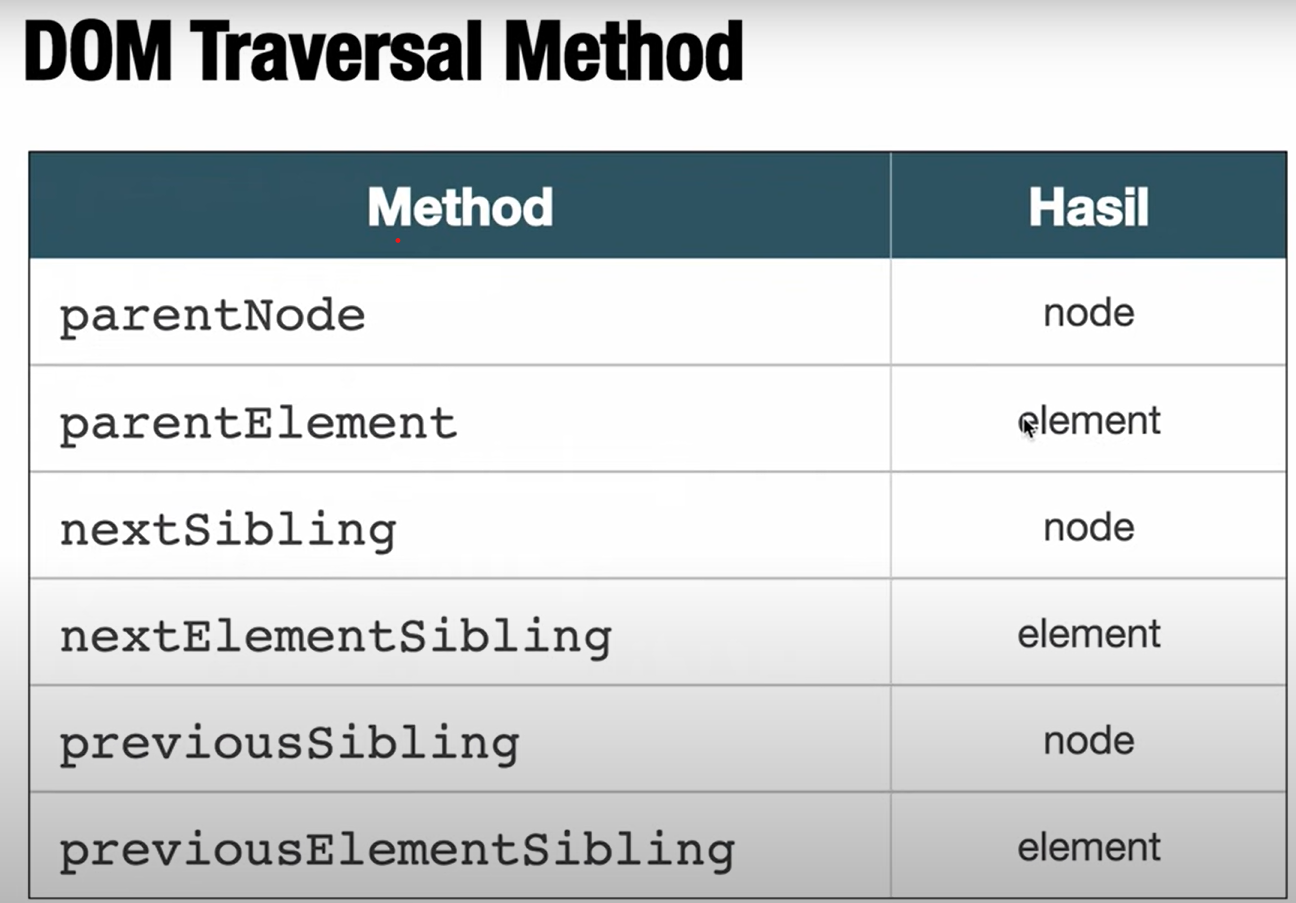 DOM Traversal Method
Method Hasil
parentNode node
parentElement element
nextSibling node
nextElementSibling element
previousSibling node
previousElementSibling element